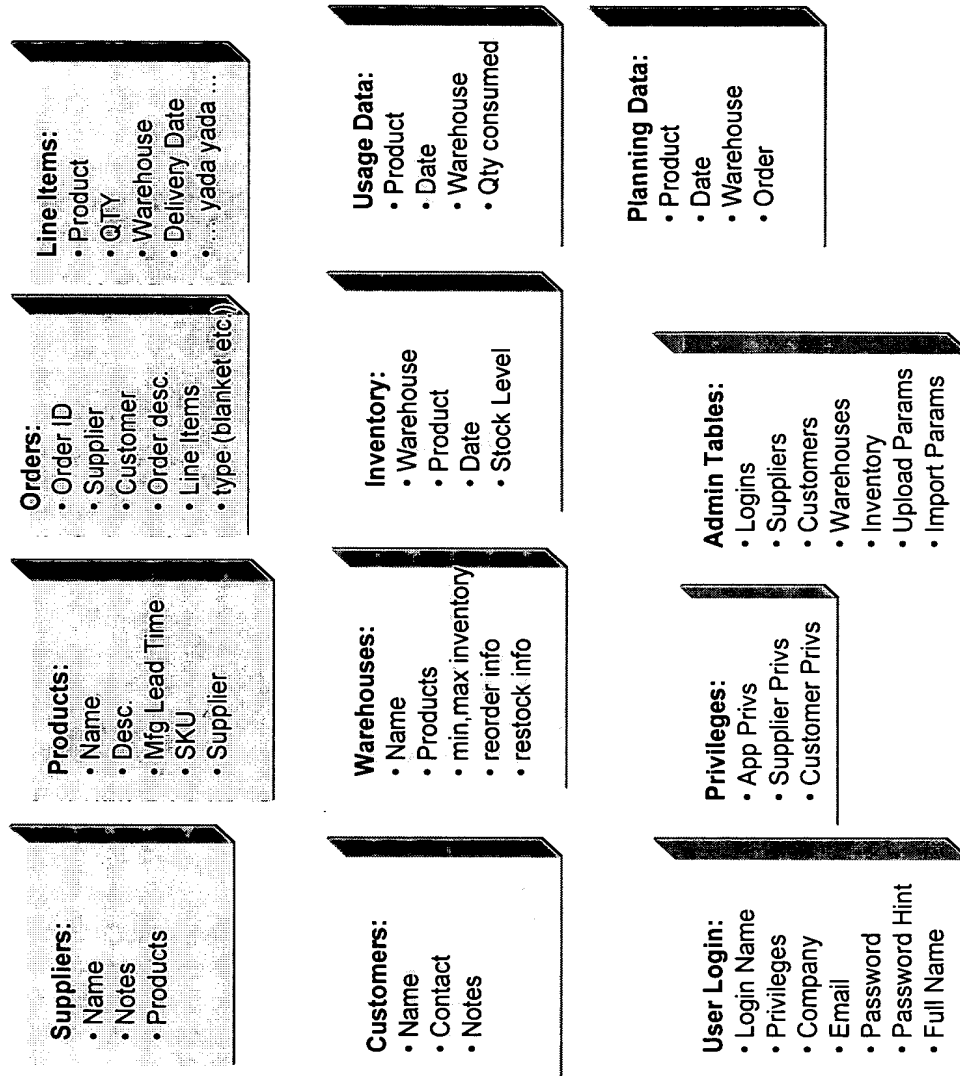 Suppliers:
• Name
• Notes
• Products
Products:
• Name
• Desc.
• Mfg Lead Time
• SKU
• Supplier
Orders:
• Order ID
• Supplier
• Customer
• Order desc.
• Line Items
• type (blanket etc.)
Line Items:
• Product
• QTY
• Warehouse
• Delivery Date
• ... yada yada ...
Customers:
• Name
• Contact
• Notes
Warehouses:
• Name
• Products
• min,max inventory
• reorder info
• restock info
Inventory:
• Warehouse
• Product
• Date
• Stock Level
Usage Data:
• Product
• Date
• Warehouse
• Qty consumed
User Login:
• Login Name
• Privileges
• Company
• Email
• Password
• Password Hint
• Full Name
Privileges:
• App Privs
• Supplier Privs
• Customer Privs
Admin Tables:
• Logins
• Suppliers
• Customers
• Warehouses
• Inventory
• Upload Params
• Import Params
Planning Data:
• Product
• Date
• Warehouse
• Order